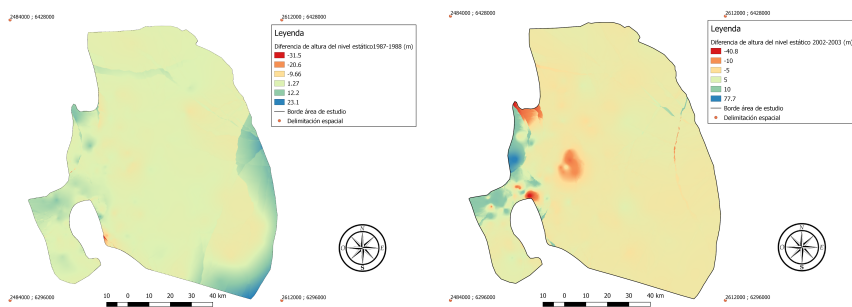 2484000 ; 6428000
2612000 ; 6428000
Leyenda
Diferencia de altura del nivel estático1987-1988 (m)
-31.5
-20.6
-9.66
1.27
12.2
23.1
Borde área de estudio
Delimitación espacial
N
O
E
S
2484000 ; 6296000
2612000 ; 6296000
10 0 10 20 30 40 km
2484000 ; 6428000
2612000 ; 6428000
Leyenda
Diferencia de altura del nivel estático 2002-2003 (m)
-40.8
-10
-5
5
10
77.7
Borde área de estudio
Delimitación espacial
N
O
E
S
2484000 ; 6296000
2612000 ; 6296000
10 0 10 20 30 40 km